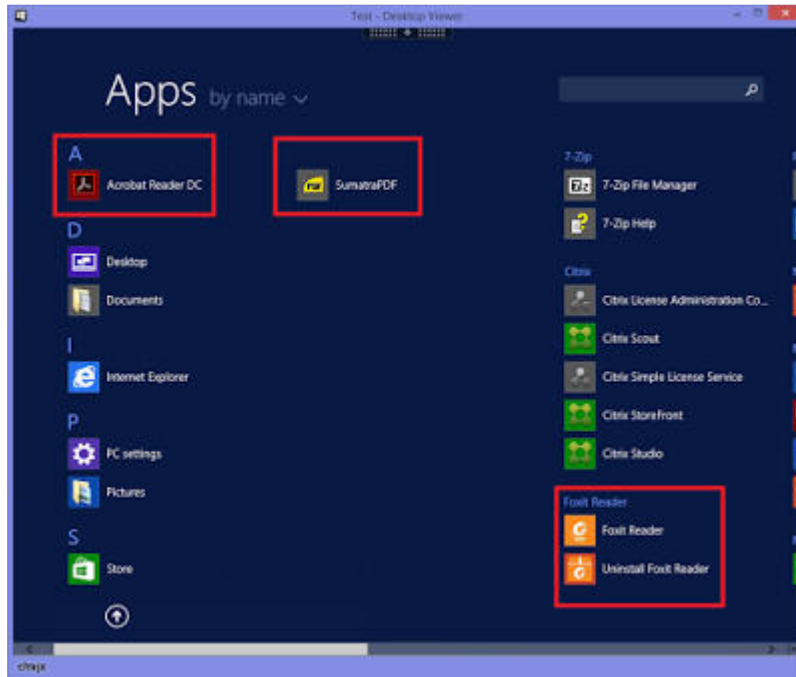 Test - Desktop Viewer
Apps by name
A
Acrobat Reader DC
SumatraPDF
D
Desktop
Documents
I
Internet Explorer
P
PC settings
Pictures
S
Store
7-Zip
7-Zip File Manager
7-Zip Help
Citrix
Citrix License Administration Co...
Citrix Scout
Citrix Simple License Service
Citrix StoreFront
Citrix Studio
Foxit Reader
Foxit Reader
Uninstall Foxit Reader
citrix